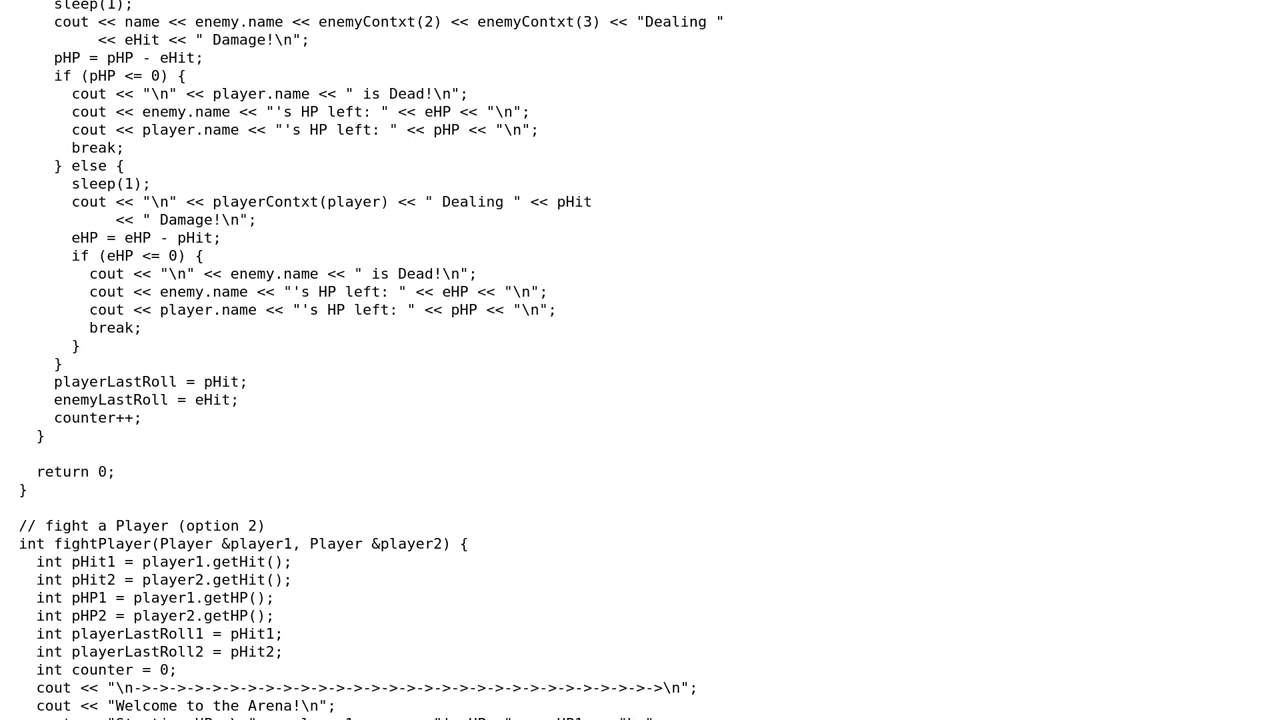 sleep(1);
    cout << name << enemy.name << enemyContxt(2) << enemyContxt(3) << "Dealing "
         << eHit << " Damage!\n";
    pHP = pHP - eHit;
    if (pHP <= 0) {
      cout << "\n" << player.name << " is Dead!\n";
      cout << enemy.name << "'s HP left: " << eHP << "\n";
      cout << player.name << "'s HP left: " << pHP << "\n";
      break;
    } else {
      sleep(1);
      cout << "\n" << playerContxt(player) << " Dealing " << pHit
           << " Damage!\n";
      eHP = eHP - pHit;
      if (eHP <= 0) {
        cout << "\n" << enemy.name << " is Dead!\n";
        cout << enemy.name << "'s HP left: " << eHP << "\n";
        cout << player.name << "'s HP left: " << pHP << "\n";
        break;
      }
    }
    playerLastRoll = pHit;
    enemyLastRoll = eHit;
    counter++;
  }

  return 0;
}

// fight a Player (option 2)
int fightPlayer(Player &player1, Player &player2) {
  int pHit1 = player1.getHit();
  int pHit2 = player2.getHit();
  int pHP1 = player1.getHP();
  int pHP2 = player2.getHP();
  int playerLastRoll1 = pHit1;
  int playerLastRoll2 = pHit2;
  int counter = 0;
  cout << "\n->->->->->->->->->->->->->->->->->->->->->->->->->->->->->->\n";
  cout << "Welcome to the Arena!\n";